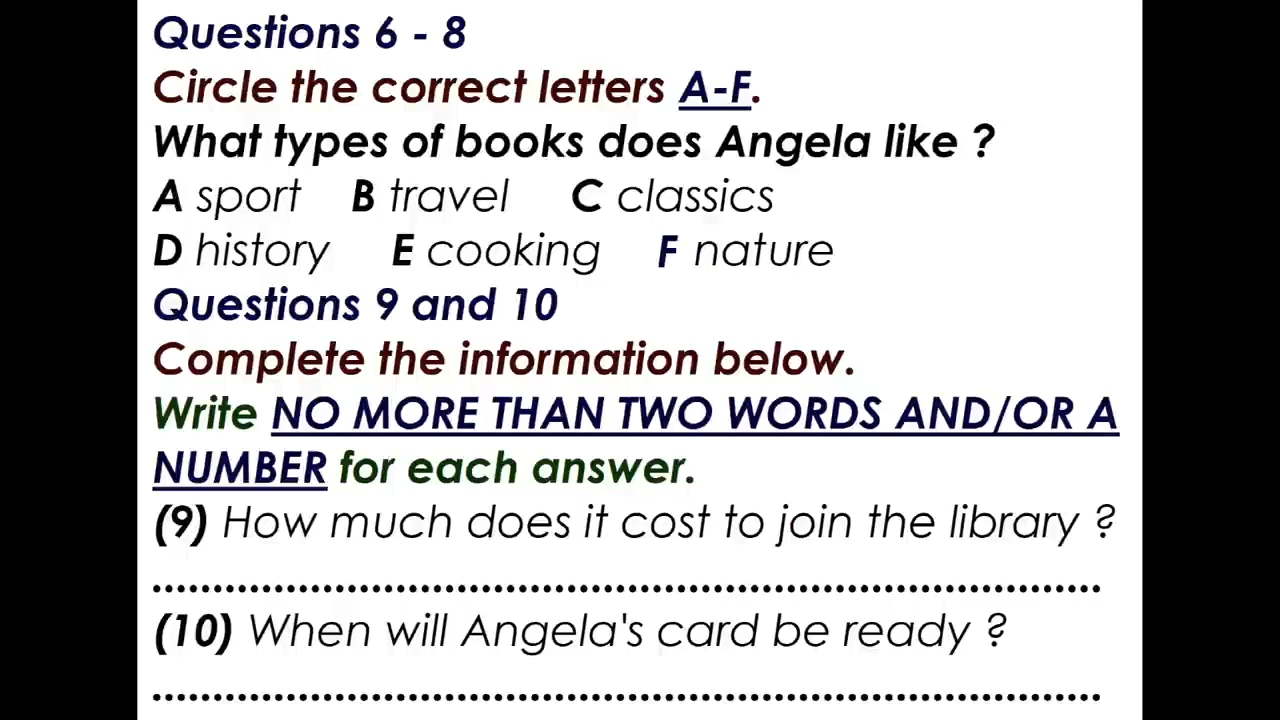 Questions 6 - 8
Circle the correct letters A-F.
What types of books does Angela like ?
A sport B travel C classics
D history E cooking F nature
Questions 9 and 10
Complete the information below.
Write NO MORE THAN TWO WORDS AND/OR A
NUMBER for each answer.
(9) How much does it cost to join the library ?
...............................................................................
(10) When will Angela's card be ready ?
...............................................................................